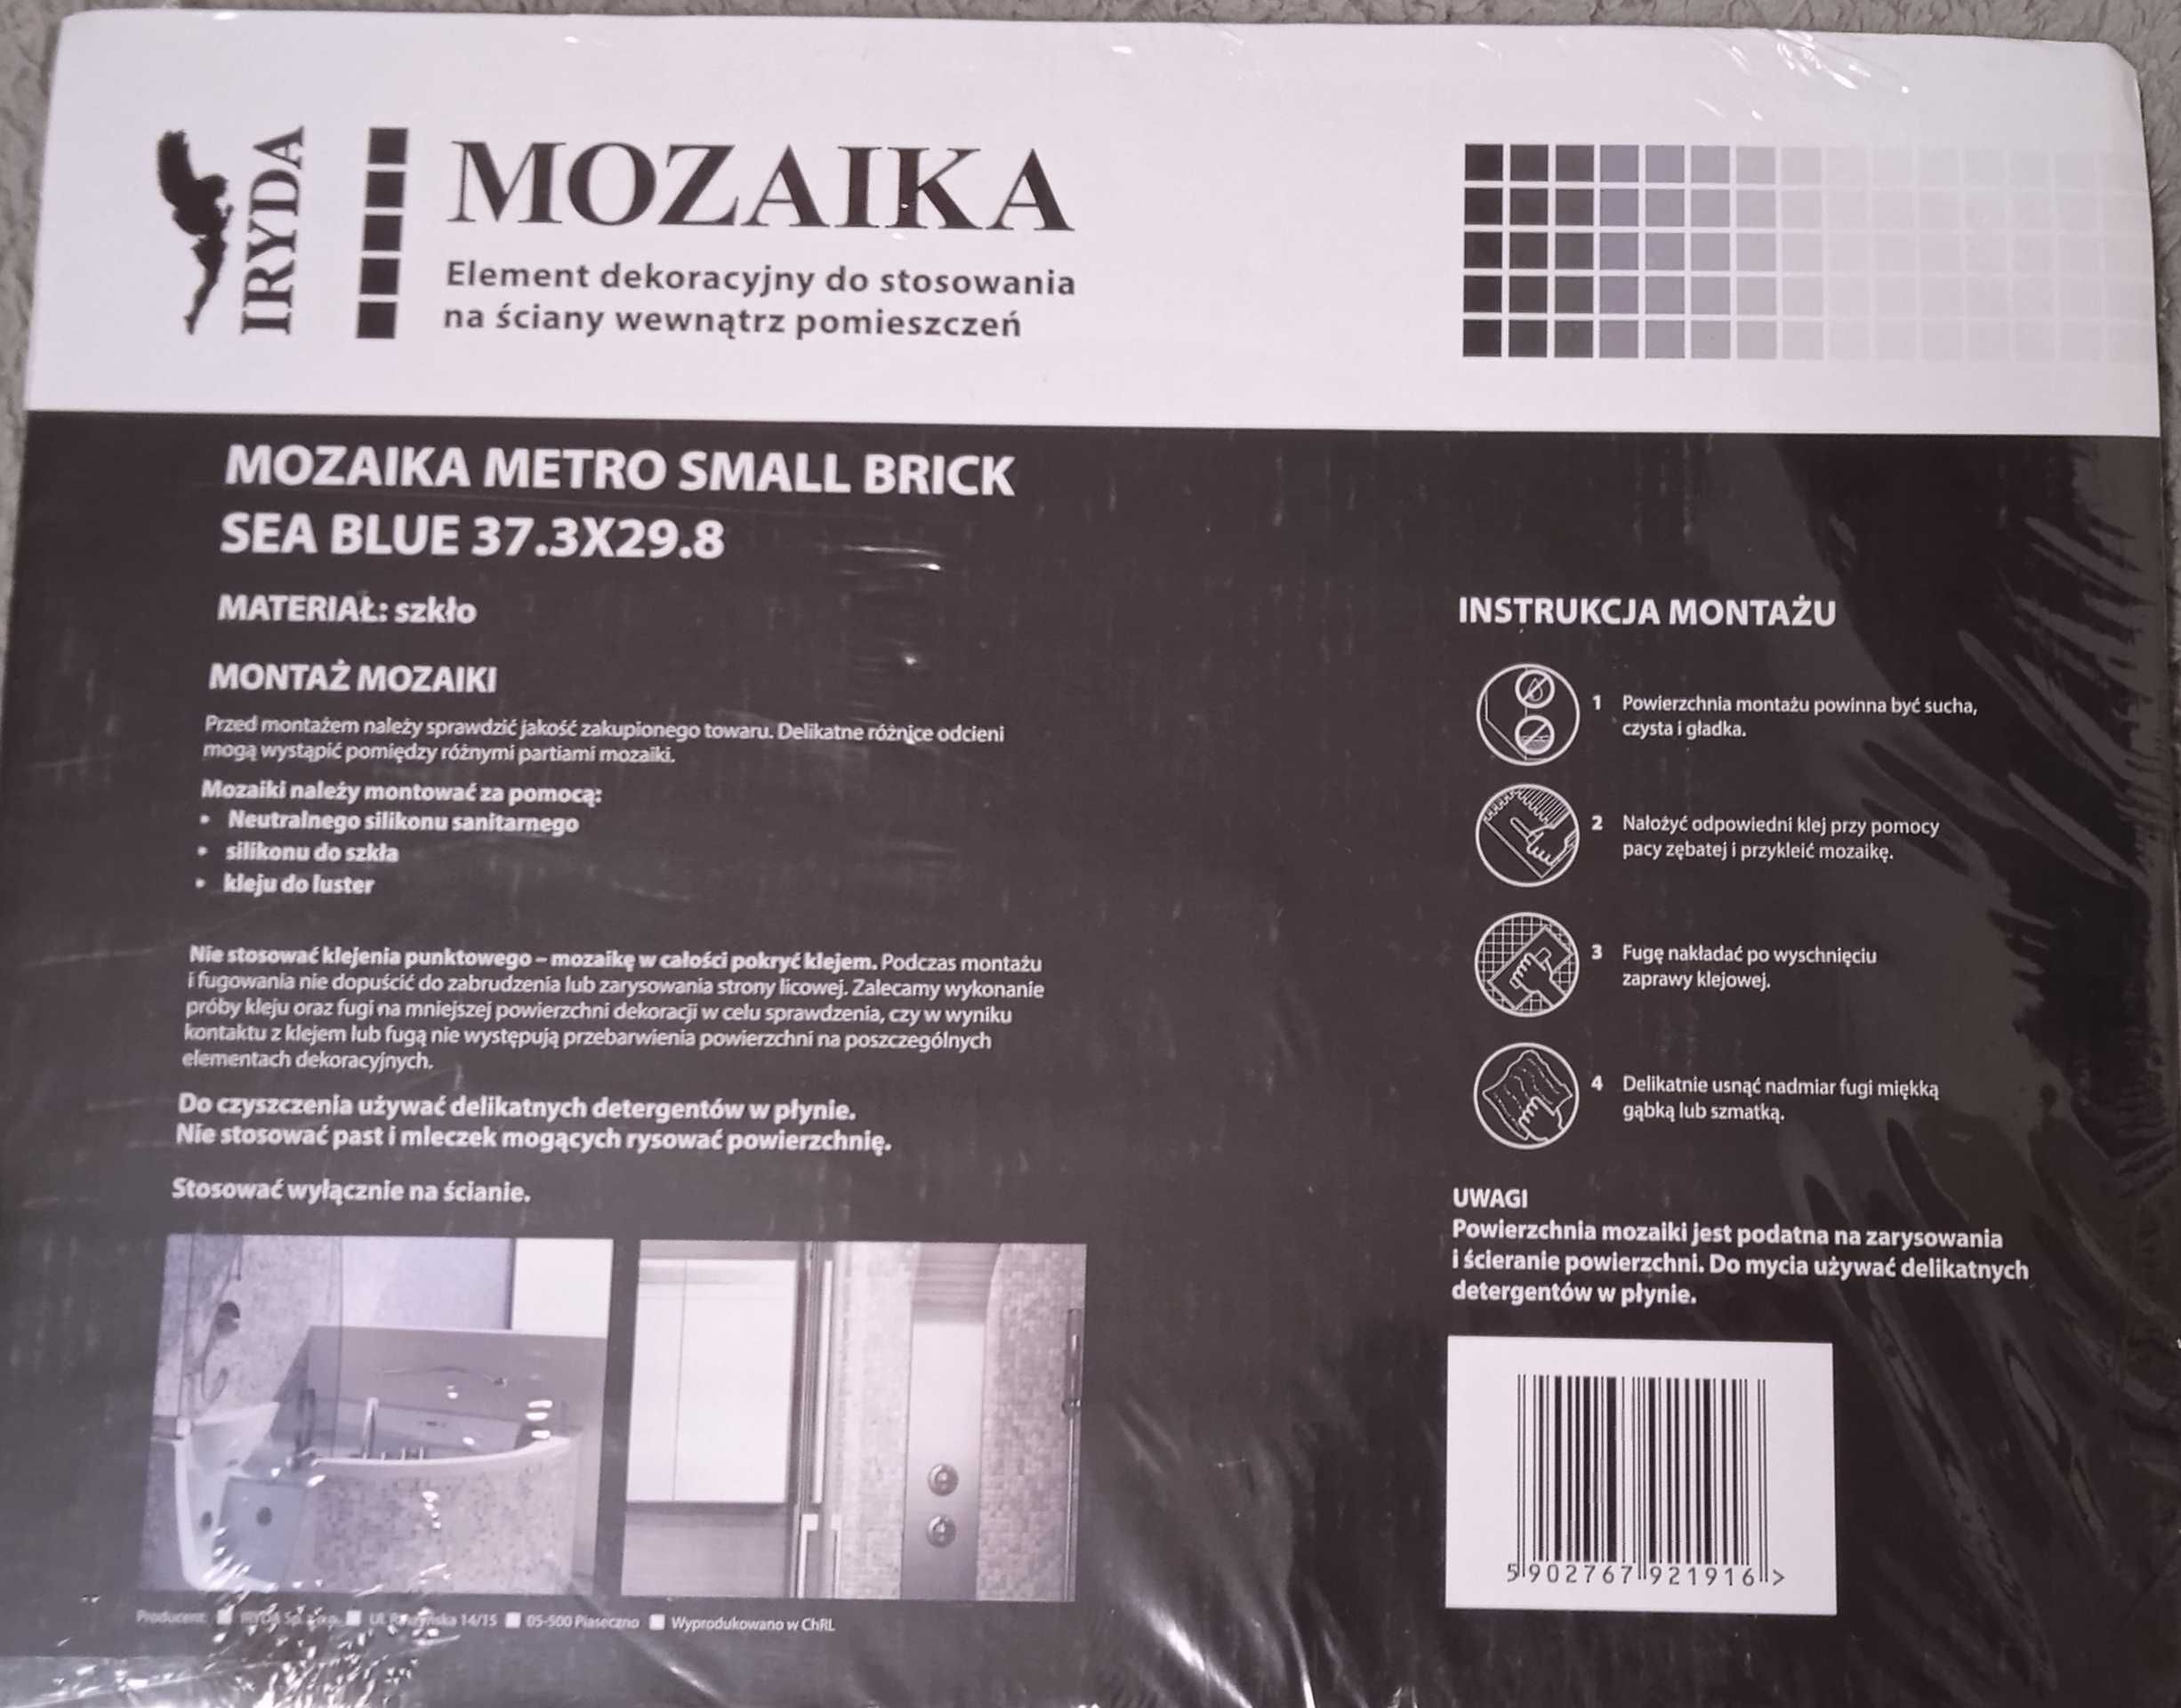 IRYDA
MOZAIKA
Element dekoracyjny do stosowania
na ściany wewnątrz pomieszczeń
MOZAIKA METRO SMALL BRICK
SEA BLUE 37.3X29.8
MATERIAŁ: szkło
MONTAŻ MOZAIKI
Przed montażem należy sprawdzić jakość zakupionego towaru. Delikatne różnice odcieni
mogą wystąpić pomiędzy różnymi partiami mozaiki.
Mozaiki należy montować za pomocą:
• Neutralnego silikonu sanitarnego
• silikonu do szkła
• kleju do luster
Nie stosować klejenia punktowego – mozaikę w całości pokryć klejem. Podczas montażu
i fugowania nie dopuścić do zabrudzenia lub zarysowania strony licowej. Zalecamy wykonanie
próby kleju oraz fugi na mniejszej powierzchni dekoracji w celu sprawdzenia, czy w wyniku
kontaktu z klejem lub fugą nie występują przebarwienia powierzchni na poszczególnych
elementach dekoracyjnych.
Do czyszczenia używać delikatnych detergentów w płynie.
Nie stosować past i mleczek mogących rysować powierzchnię.
Stosować wyłącznie na ścianie.
INSTRUKCJA MONTAŻU
1 Powierzchnia montażu powinna być sucha,
czysta i gładka.
2 Nałożyć odpowiedni klej przy pomocy
pacy zębatej i przykleić mozaikę.
3 Fugę nakładać po wyschnięciu
zaprawy klejowej.
4 Delikatnie usnąć nadmiar fugi miękką
gąbką lub szmatką.
UWAGI
Powierzchnia mozaiki jest podatna na zarysowania
i ścieranie powierzchni. Do mycia używać delikatnych
detergentów w płynie.
5902767921916>
Producent: IRYDA Sp. Ul. 14/15 05-500 Piaseczno Wyprodukowano w ChRL